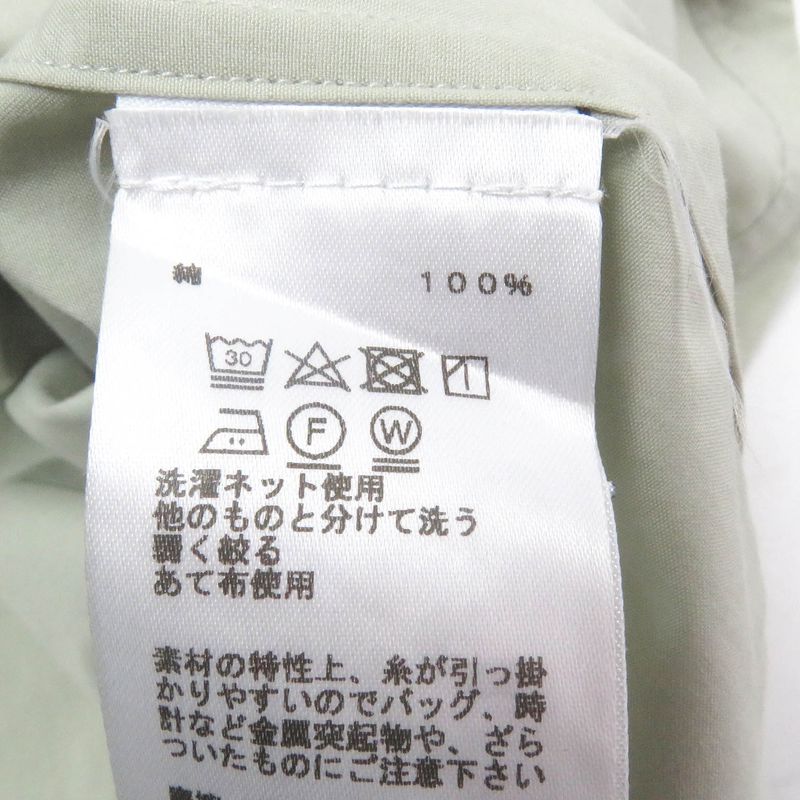 綿 100%
30
F W
洗濯ネット使用
他のものと分けて洗う
弱く絞る
あて布使用
素材の特性上、糸が引っ掛
かりやすいのでバッグ、時
計など金属突起物や、ざら
ついたものにご注意下さい